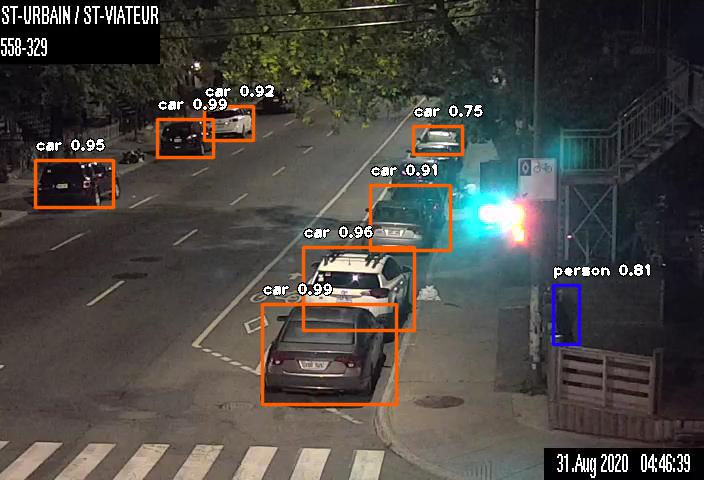 ST-URBAIN / ST-VIATEUR
558-329
car 0.92
car 0.99
car 0.75
car 0.95
car 0.91
car 0.96
person 0.81
car 0.99
31.Aug 2020 04:46:39